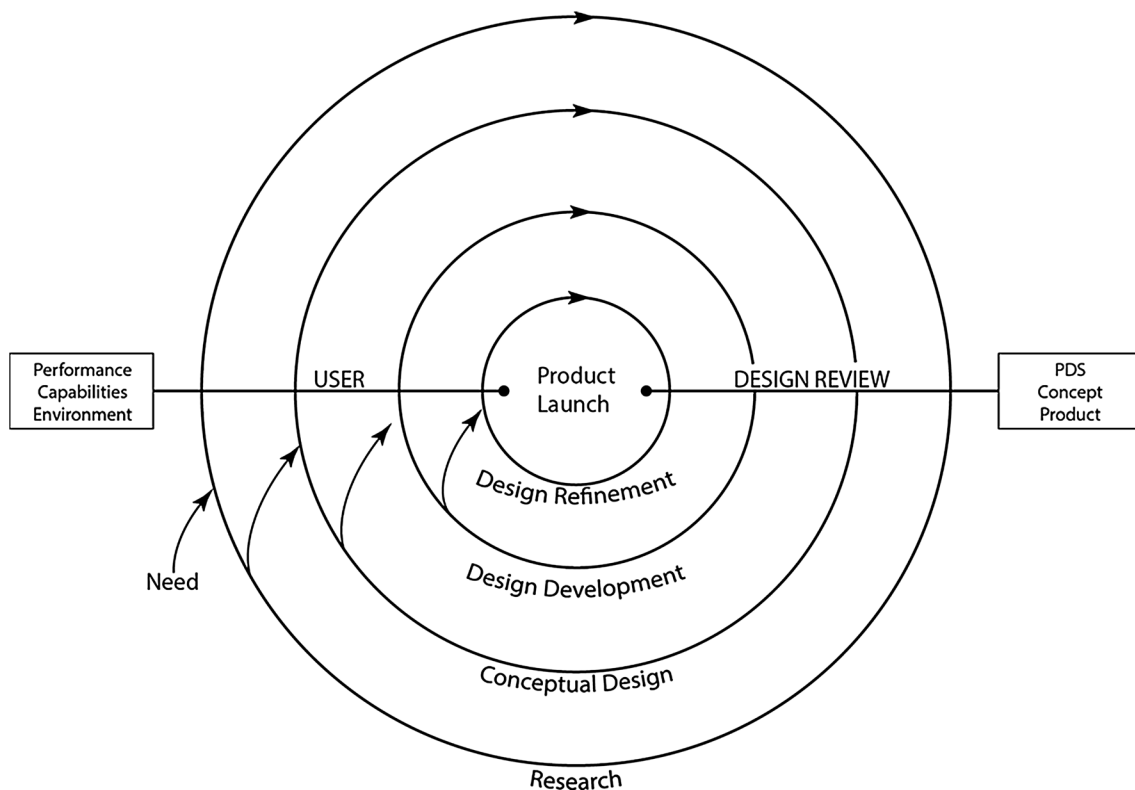 Performance
Capabilities
Environment
USER
Product
Launch
DESIGN REVIEW
PDS
Concept
Product
Design Refinement
Need
Design Development
Conceptual Design
Research